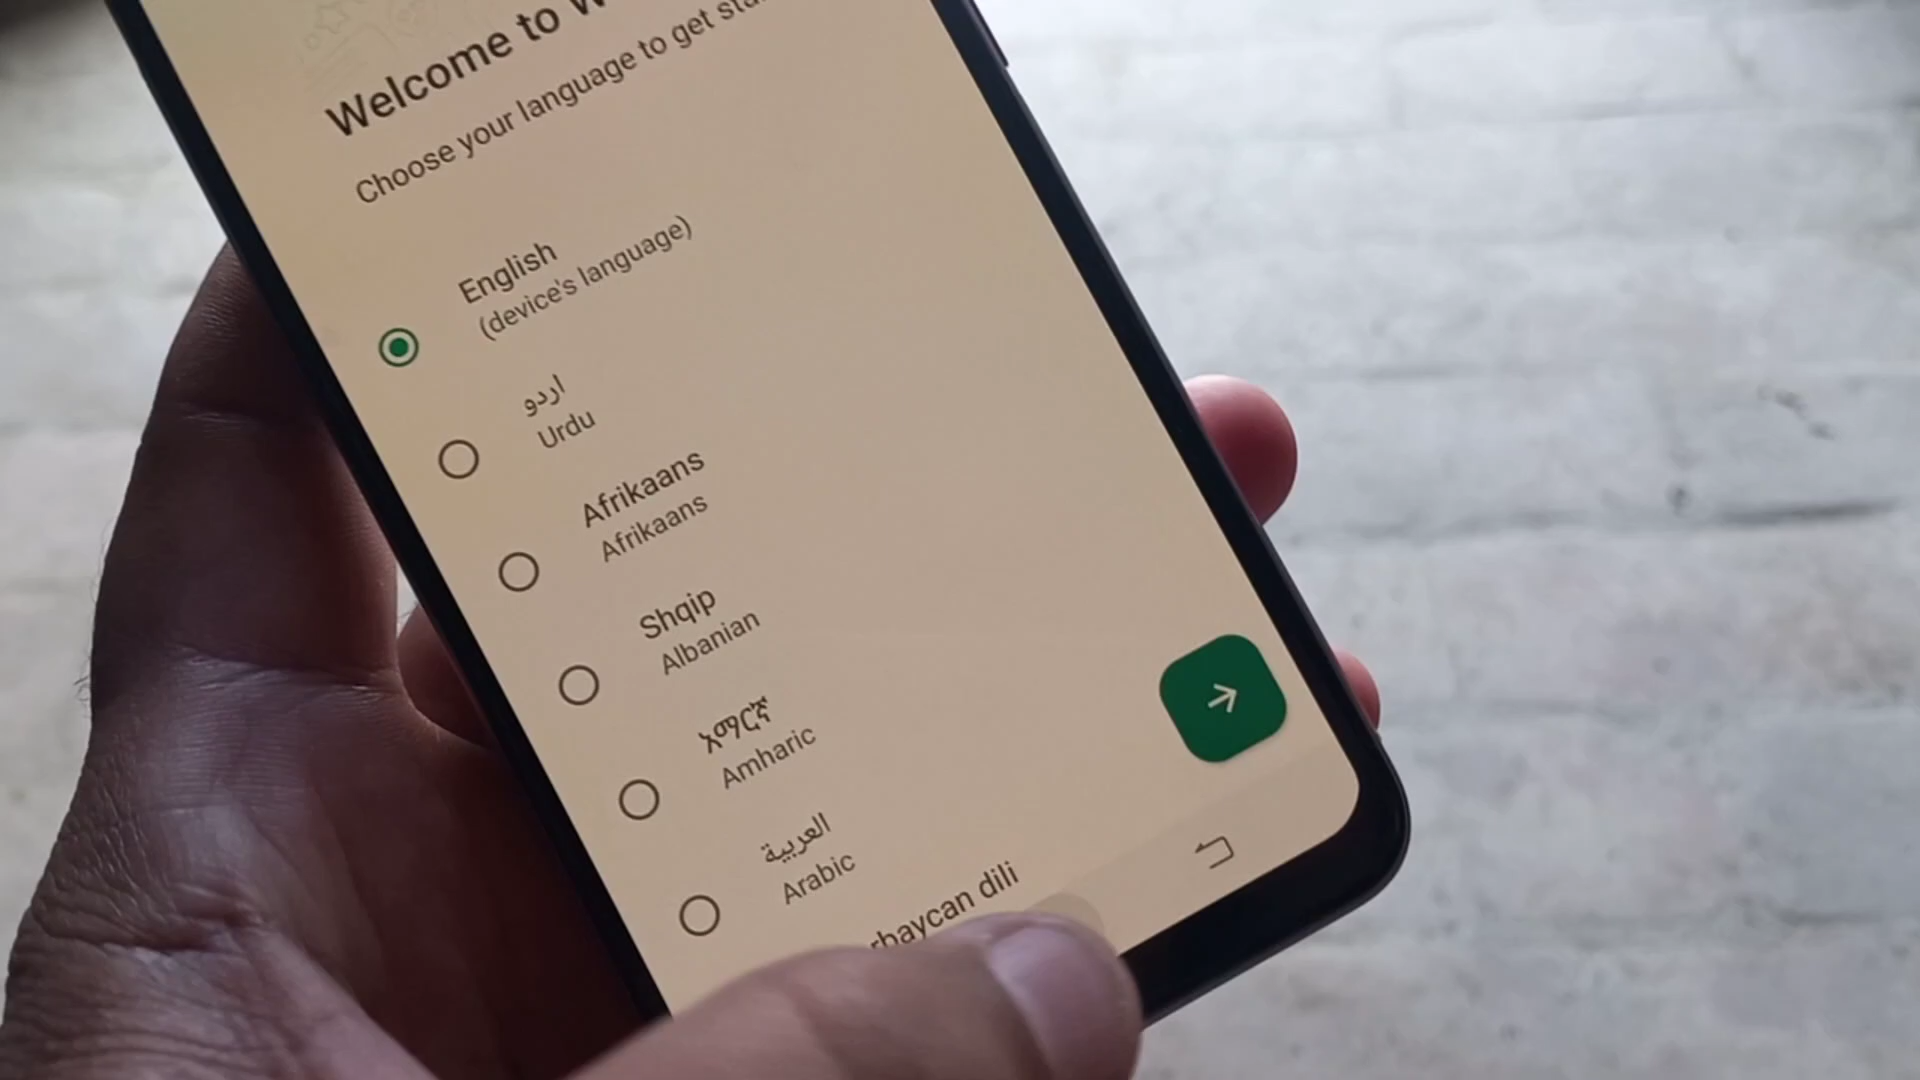 Welcome to
Choose your language to get
English
(device's language)
اردو
Urdu
Afrikaans
Afrikaans
Shqip
Albanian
አማርኛ
Amharic
العربية
Arabic
rbaycan dili